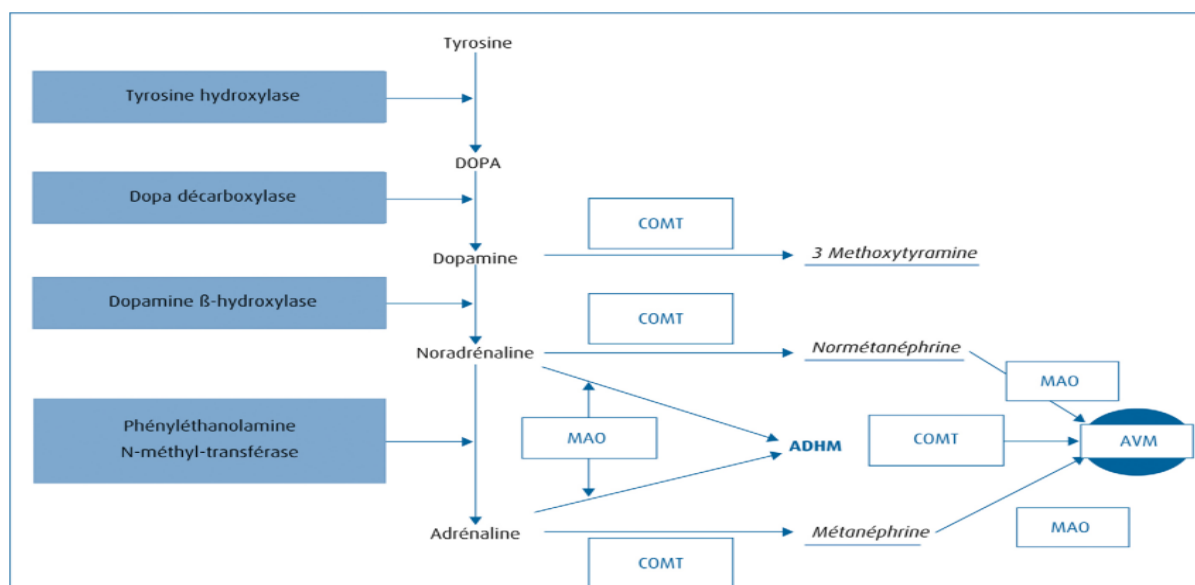 Tyrosine
Tyrosine hydroxylase
DOPA
Dopa décarboxylase
COMT
Dopamine
3 Methoxytyramine
Dopamine ß-hydroxylase
COMT
Noradrénaline
Normétanéphrine
MAO
Phényléthanolamine
N-méthyl-transférase
MAO
ADHM
COMT
AVM
Adrénaline
Métanéphrine
MAO
COMT